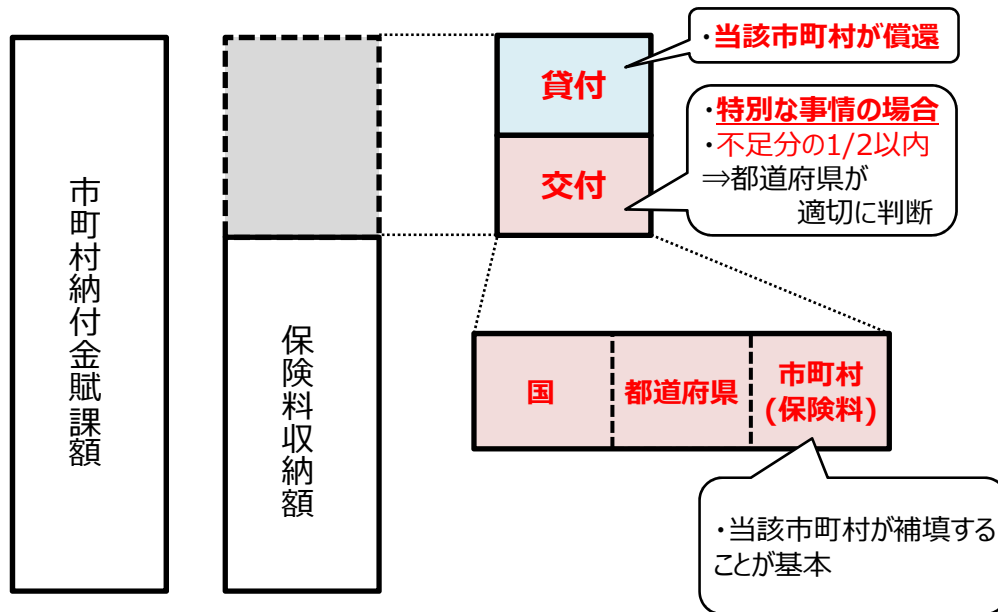 市町村納付金賦課額
保険料収納額
貸付
交付
・当該市町村が償還
・特別な事情の場合
・不足分の1/2以内
⇒都道府県が
適切に判断
国
都道府県
市町村
(保険料)
・当該市町村が補填する
ことが基本